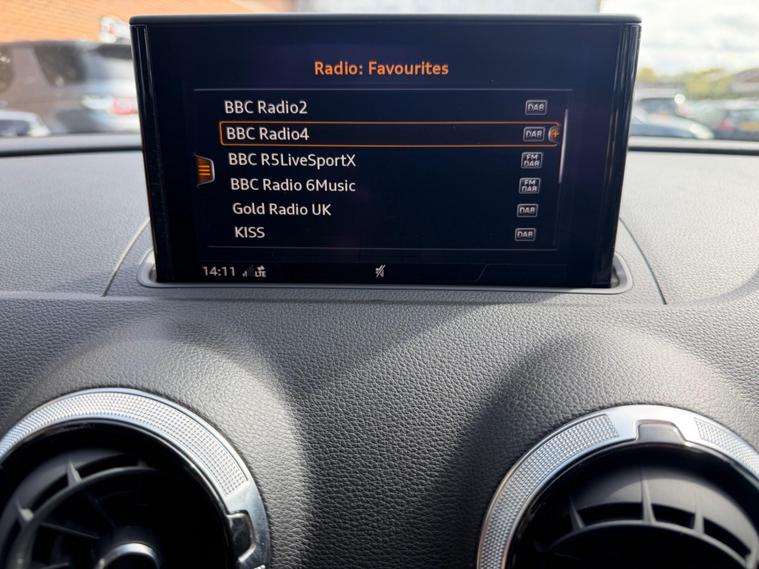 Radio: Favourites
BBC Radio2 DAB
BBC Radio4 DAB
BBC R5LiveSportX FM DAB
BBC Radio 6Music FM DAB
Gold Radio UK DAB
KISS DAB
14:11 LTE